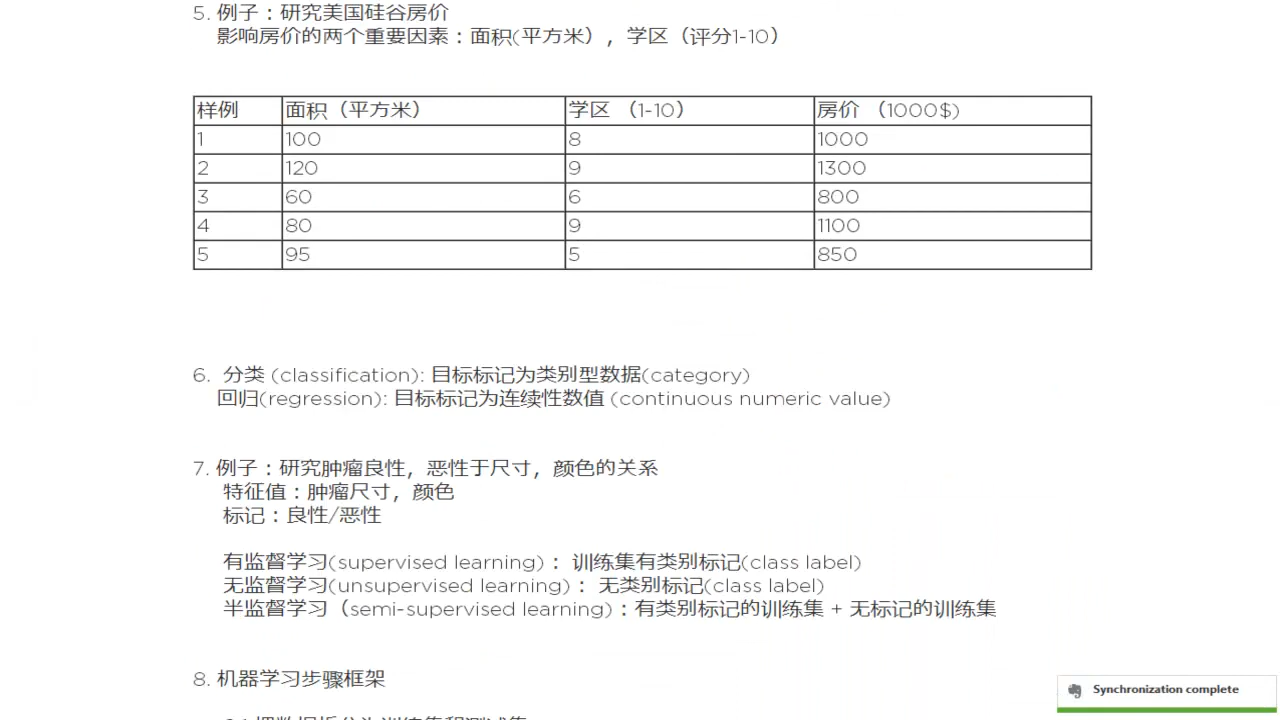 5. 例子：研究美国硅谷房价
影响房价的两个重要因素：面积(平方米），学区（评分1-10）
样例 面积（平方米） 学区 （1-10） 房价 （1000$)
1 100 8 1000
2 120 9 1300
3 60 6 800
4 80 9 1100
5 95 5 850
6. 分类 (classification): 目标标记为类别型数据(category)
回归(regression): 目标标记为连续性数值 (continuous numeric value)
7. 例子：研究肿瘤良性，恶性于尺寸，颜色的关系
特征值：肿瘤尺寸，颜色
标记：良性/恶性
有监督学习(supervised learning)： 训练集有类别标记(class label)
无监督学习(unsupervised learning)： 无类别标记(class label)
半监督学习（semi-supervised learning)：有类别标记的训练集 + 无标记的训练集
8. 机器学习步骤框架
Synchronization complete